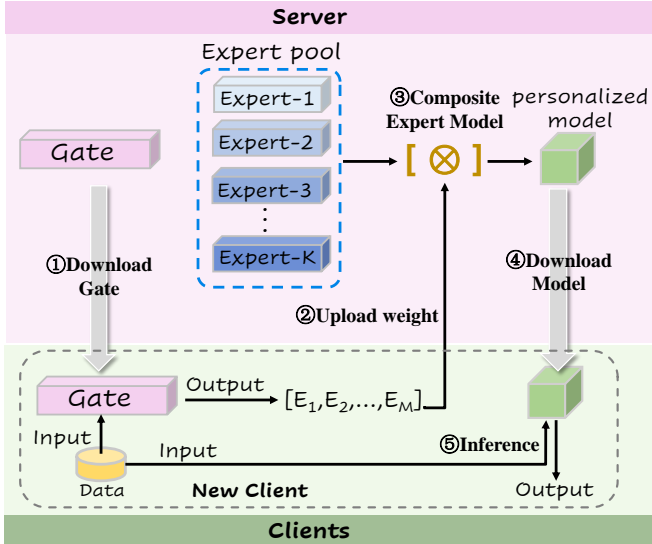 Server
Expert pool
Expert-1
Expert-2
Expert-3
Expert-K
Gate
③Composite
Expert Model
[ ⊗ ]
personalized
model
①Download
Gate
②Upload weight
④Download
Model
Gate
Output
[E₁,E₂,...,E_M]
Input
Input
Data
⑤Inference
New Client
Output
Clients